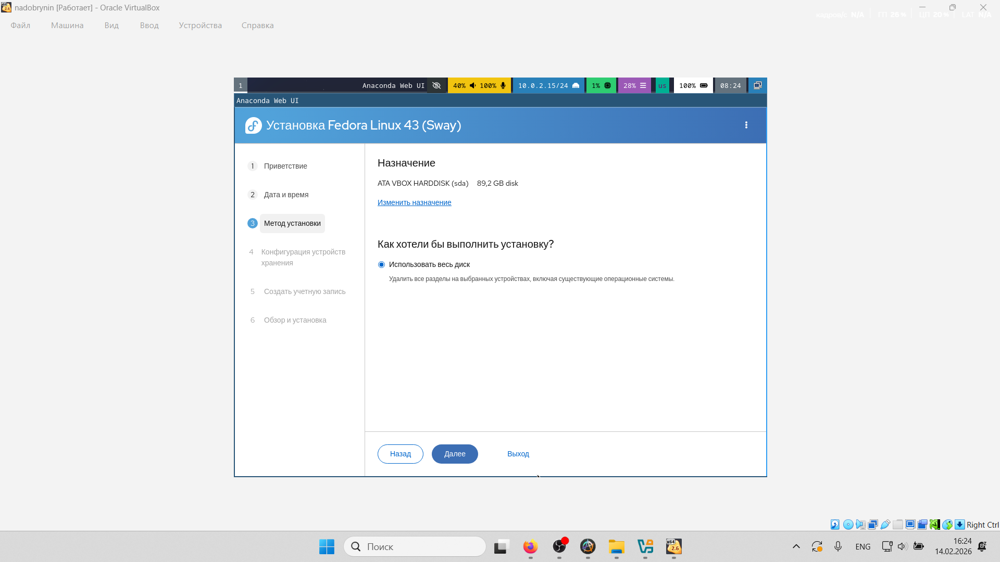 nadobrynin [Работает] - Oracle VirtualBox
кадров/с N/A ГП 26 % ЦП 20 % LAT N/A
Файл Машина Вид Ввод Устройства Справка
1 Anaconda Web UI 40% 100% 10.0.2.15/24 1% 28% us 100% 08:24
Anaconda Web UI
Установка Fedora Linux 43 (Sway)
1 Приветствие
2 Дата и время
3 Метод установки
4 Конфигурация устройств
хранения
5 Создать учетную запись
6 Обзор и установка
Назначение
ATA VBOX HARDDISK (sda) 89,2 GB disk
Изменить назначение
Как хотели бы выполнить установку?
Использовать весь диск
Удалить все разделы на выбранных устройствах, включая существующие операционные системы.
Назад Далее Выход
Right Ctrl
Поиск
x64
2.6
ENG
16:24
14.02.2026